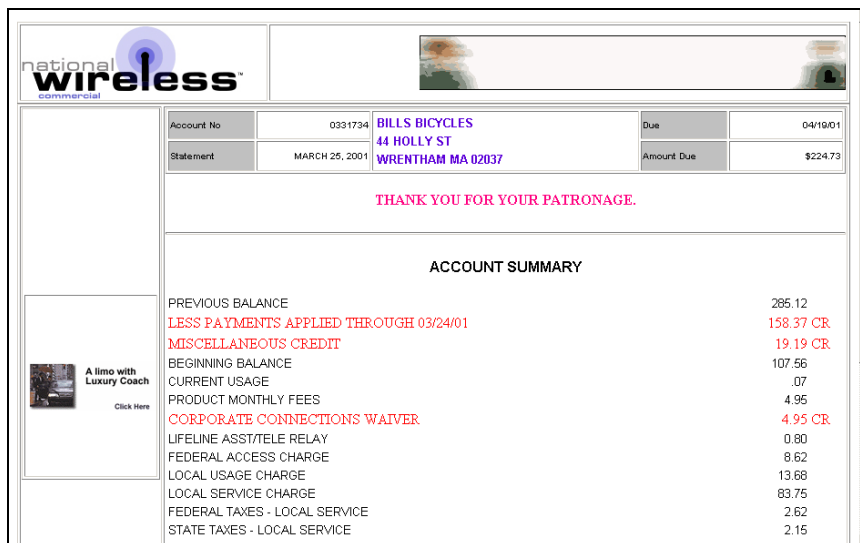 national
wireless™
commercial
Account No 0331734 BILLS BICYCLES Due 04/19/01
44 HOLLY ST
Statement MARCH 25, 2001 WRENTHAM MA 02037 Amount Due $224.73
THANK YOU FOR YOUR PATRONAGE.
ACCOUNT SUMMARY
PREVIOUS BALANCE 285.12
LESS PAYMENTS APPLIED THROUGH 03/24/01 158.37 CR
MISCELLANEOUS CREDIT 19.19 CR
BEGINNING BALANCE 107.56
CURRENT USAGE .07
PRODUCT MONTHLY FEES 4.95
CORPORATE CONNECTIONS WAIVER 4.95 CR
LIFELINE ASST/TELE RELAY 0.80
FEDERAL ACCESS CHARGE 8.62
LOCAL USAGE CHARGE 13.68
LOCAL SERVICE CHARGE 83.75
FEDERAL TAXES - LOCAL SERVICE 2.62
STATE TAXES - LOCAL SERVICE 2.15
A limo with
Luxury Coach
Click Here